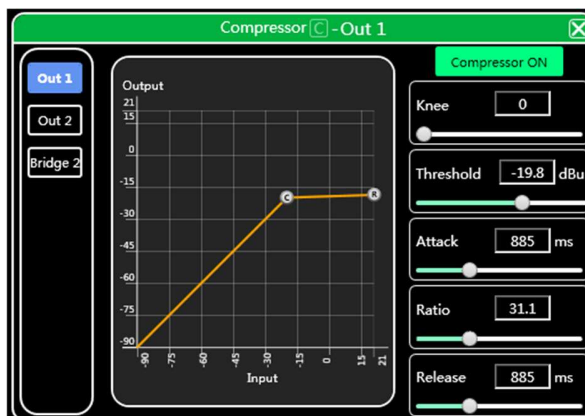 Compressor C - Out 1
Out 1
Out 2
Bridge 2
Output
21
15
0
-15
-30
-45
-60
-75
-90
C
R
-90
-75
-60
-45
-30
-15
0
15
21
Input
Compressor ON
Knee 0
Threshold -19.8 dBu
Attack 885 ms
Ratio 31.1
Release 885 ms